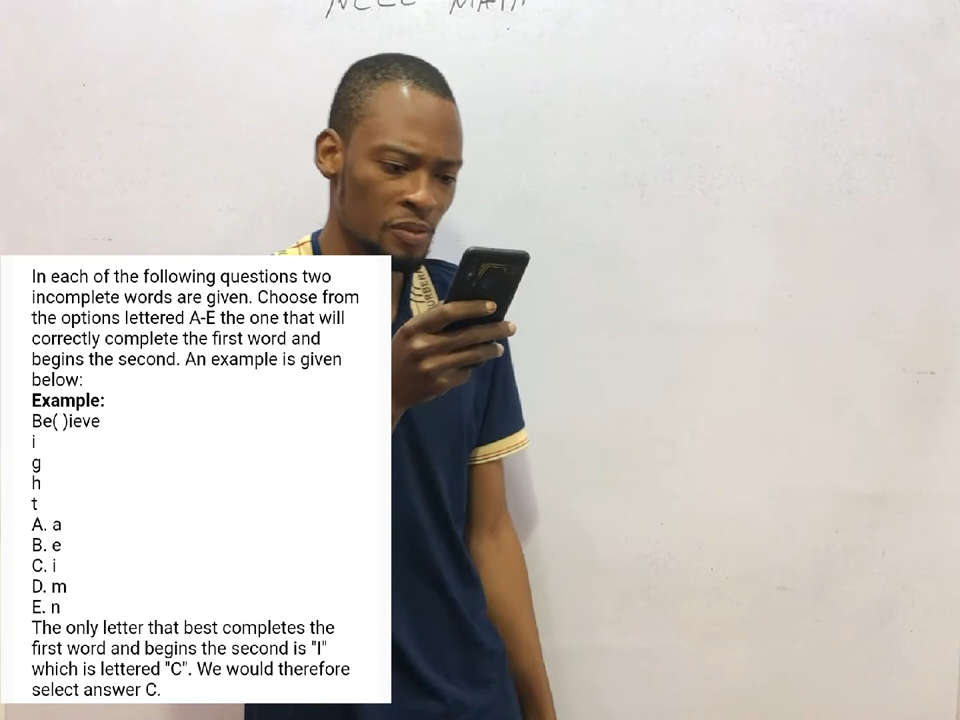 NCEE MATH
In each of the following questions two
incomplete words are given. Choose from
the options lettered A-E the one that will
correctly complete the first word and
begins the second. An example is given
below:
Example:
Be( )ieve
i
g
h
t
A. a
B. e
C. i
D. m
E. n
The only letter that best completes the
first word and begins the second is "I"
which is lettered "C". We would therefore
select answer C.